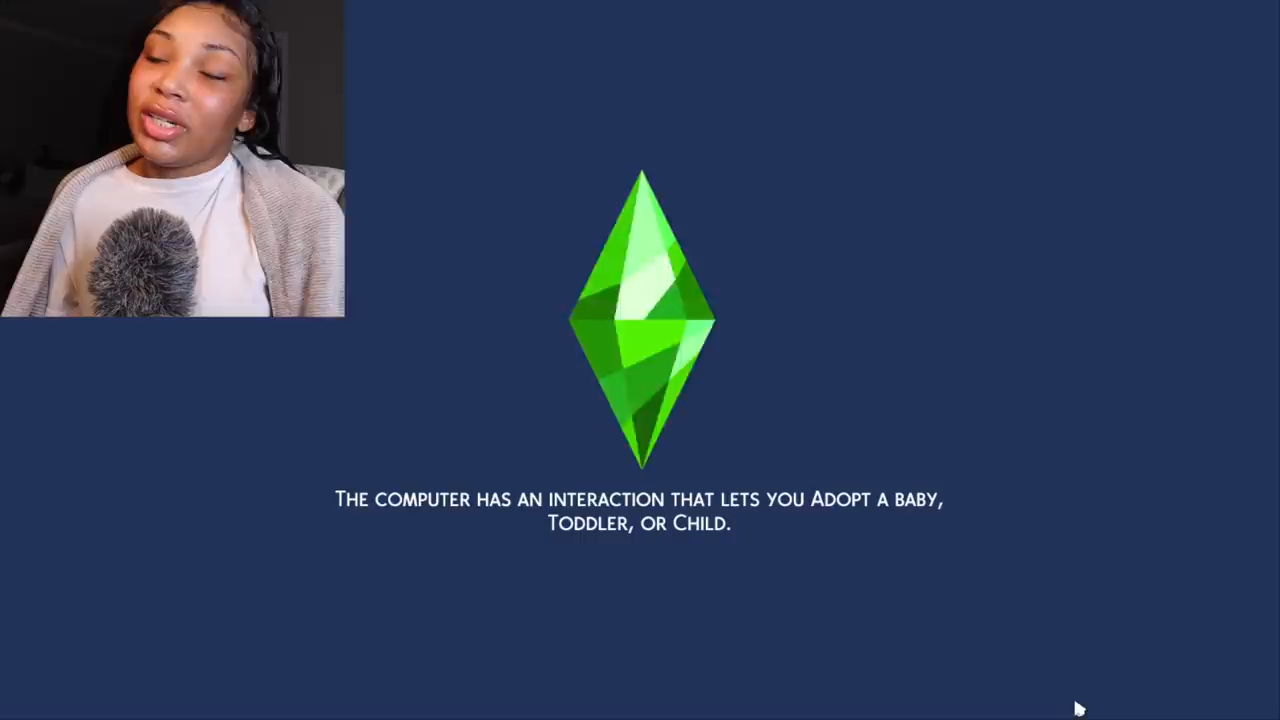 The computer has an interaction that lets you Adopt a baby,
Toddler, or Child.